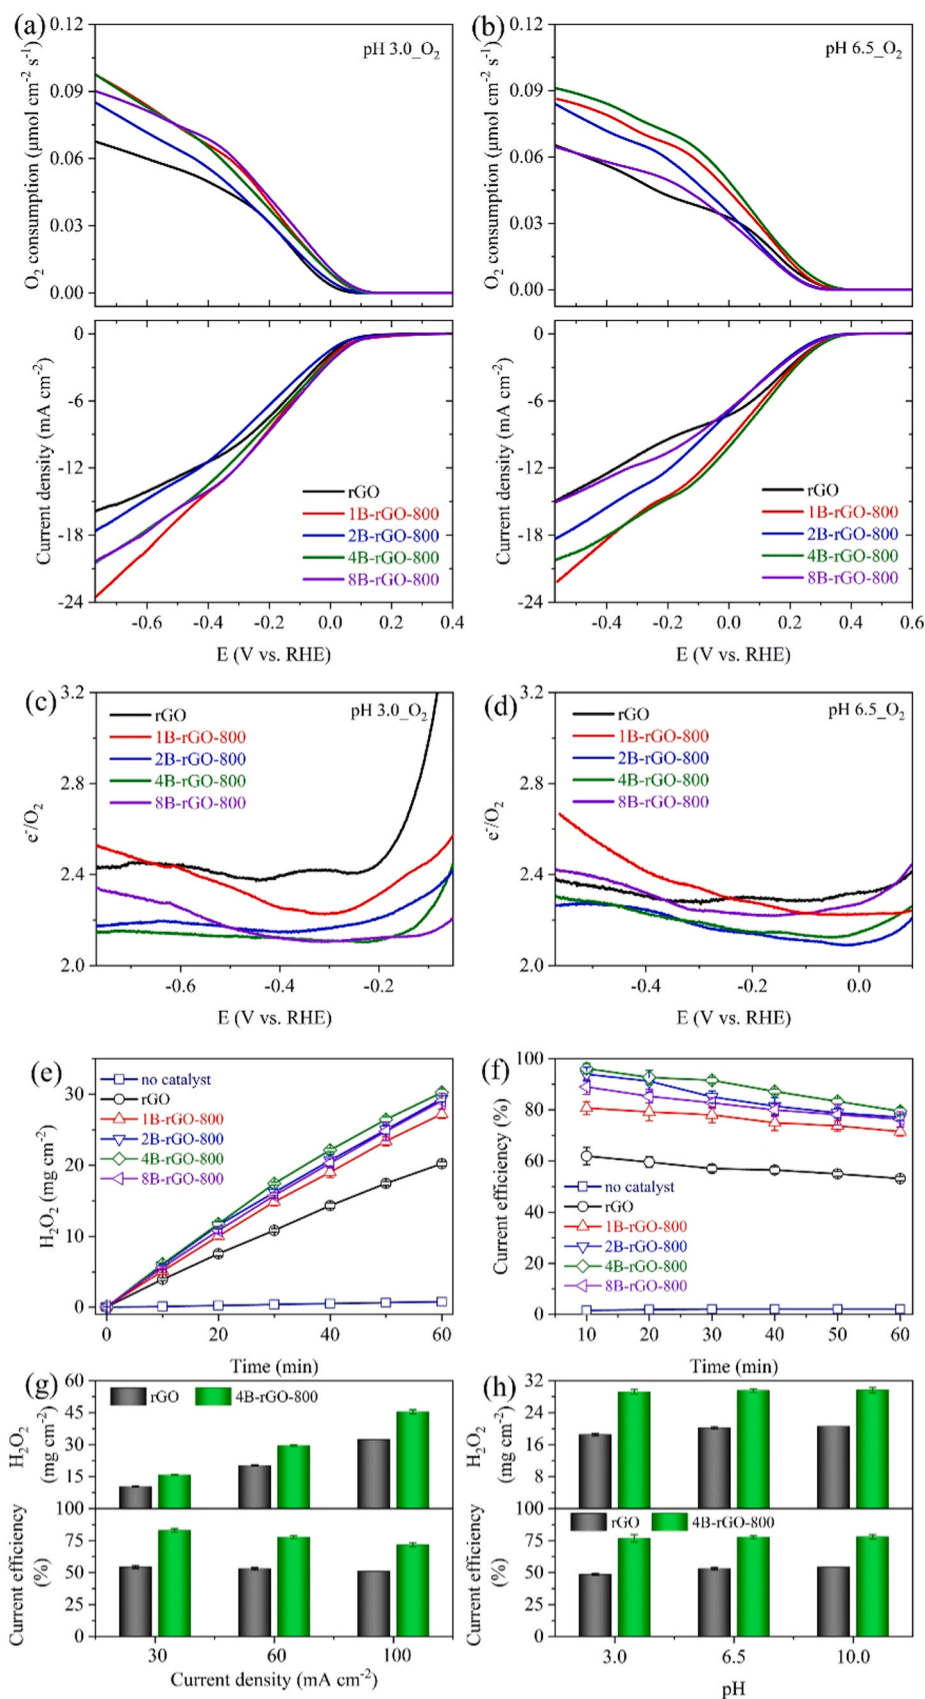 (a)
pH 3.0_O₂
O₂ consumption (μmol cm⁻² s⁻¹)
0.12
0.09
0.06
0.03
0.00
Current density (mA cm⁻²)
0
-6
-12
-18
-24
rGO
1B-rGO-800
2B-rGO-800
4B-rGO-800
8B-rGO-800
-0.6 -0.4 -0.2 0.0 0.2 0.4
E (V vs. RHE)
(b)
pH 6.5_O₂
O₂ consumption (μmol cm⁻² s⁻¹)
0.12
0.09
0.06
0.03
0.00
Current density (mA cm⁻²)
0
-6
-12
-18
-24
rGO
1B-rGO-800
2B-rGO-800
4B-rGO-800
8B-rGO-800
-0.4 -0.2 0.0 0.2 0.4 0.6
E (V vs. RHE)
(c)
pH 3.0_O₂
e⁻/O₂
3.2
2.8
2.4
2.0
rGO
1B-rGO-800
2B-rGO-800
4B-rGO-800
8B-rGO-800
-0.6 -0.4 -0.2
E (V vs. RHE)
(d)
pH 6.5_O₂
e⁻/O₂
3.2
2.8
2.4
2.0
rGO
1B-rGO-800
2B-rGO-800
4B-rGO-800
8B-rGO-800
-0.4 -0.2 0.0
E (V vs. RHE)
(e)
H₂O₂ (mg cm⁻²)
30
20
10
0
no catalyst
rGO
1B-rGO-800
2B-rGO-800
4B-rGO-800
8B-rGO-800
0 20 40 60
Time (min)
(f)
Current efficiency (%)
100
80
60
40
20
0
no catalyst
rGO
1B-rGO-800
2B-rGO-800
4B-rGO-800
8B-rGO-800
10 20 30 40 50 60
Time (min)
(g)
rGO 4B-rGO-800
H₂O₂
(mg cm⁻²)
60
45
30
15
100
Current efficiency
(%)
75
50
25
0
30 60 100
Current density (mA cm⁻²)
(h)
H₂O₂
(mg cm⁻²)
32
24
16
8
100
rGO 4B-rGO-800
Current efficiency
(%)
75
50
25
0
3.0 6.5 10.0
pH